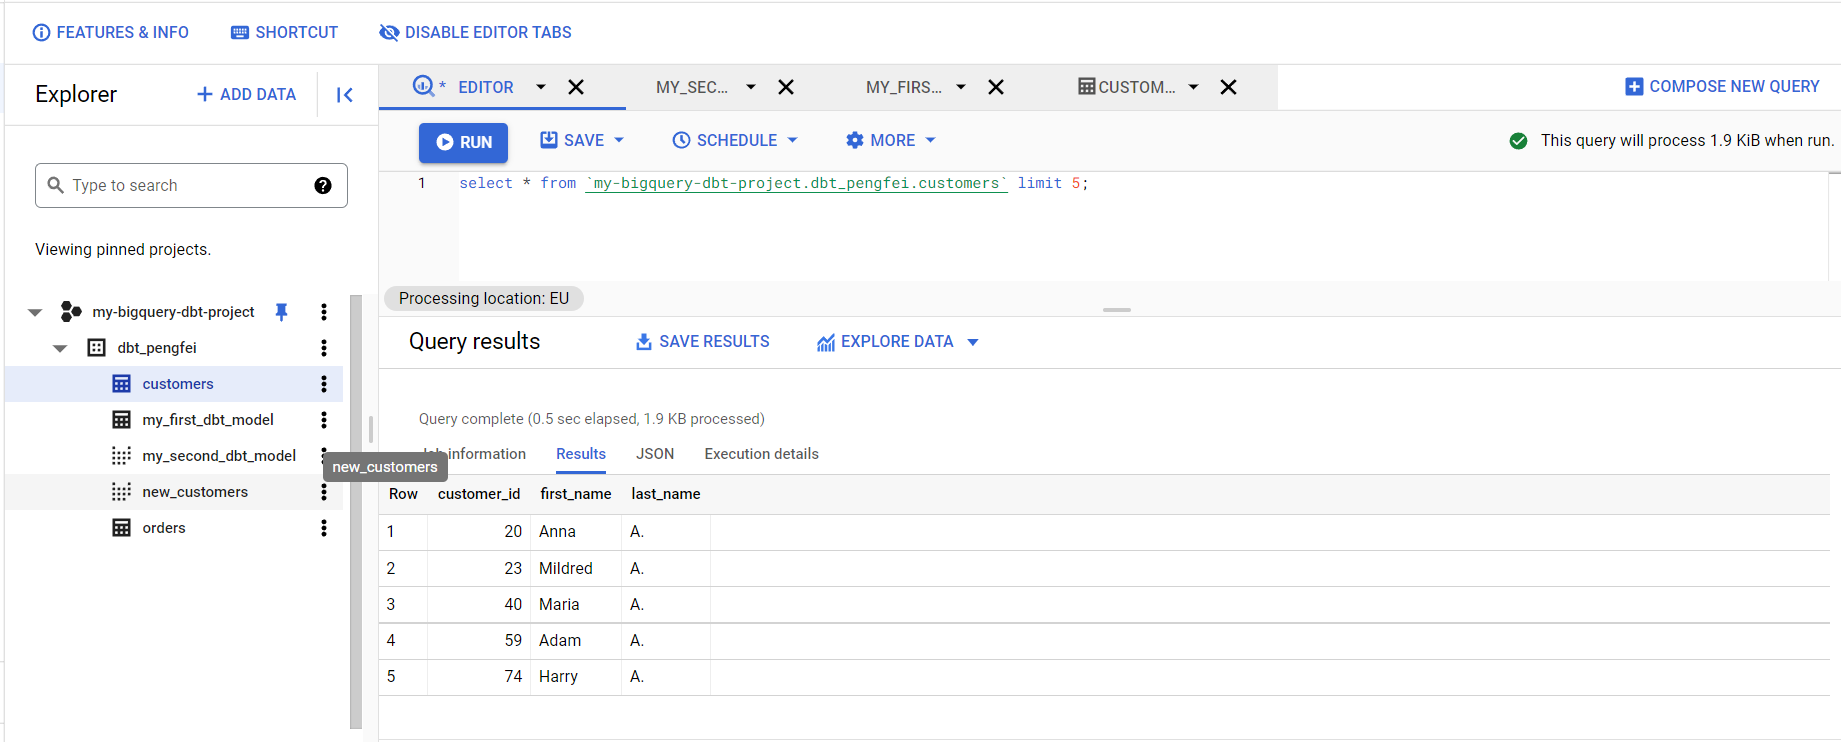 FEATURES & INFO SHORTCUT DISABLE EDITOR TABS
Explorer + ADD DATA
* EDITOR MY_SEC... MY_FIRS... CUSTOM... COMPOSE NEW QUERY
RUN SAVE SCHEDULE MORE This query will process 1.9 KiB when run.
Type to search
1 select * from `my-bigquery-dbt-project.dbt_pengfei.customers` limit 5;
Viewing pinned projects.
my-bigquery-dbt-project
dbt_pengfei
customers
my_first_dbt_model
my_second_dbt_model
new_customers
new_customers
orders
Processing location: EU
Query results SAVE RESULTS EXPLORE DATA
Query complete (0.5 sec elapsed, 1.9 KB processed)
information Results JSON Execution details
Row customer_id first_name last_name
1 20 Anna A.
2 23 Mildred A.
3 40 Maria A.
4 59 Adam A.
5 74 Harry A.